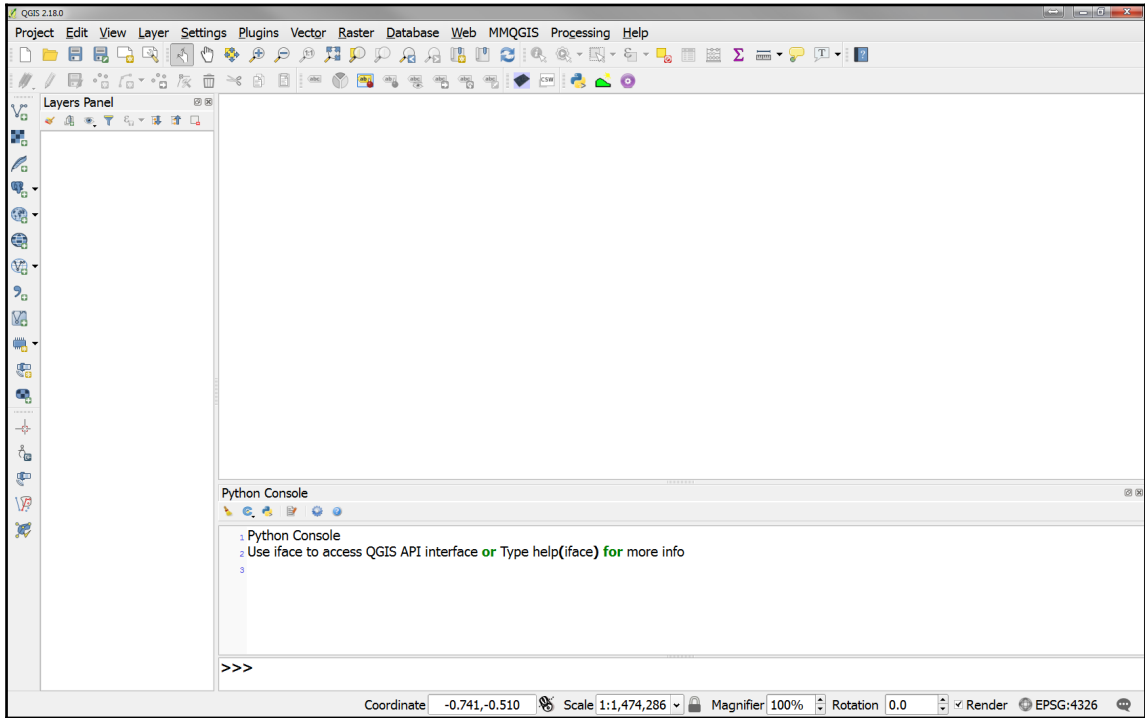 QGIS 2.18.0
Project Edit View Layer Settings Plugins Vector Raster Database Web MMQGIS Processing Help
Layers Panel
Python Console
1 Python Console
2 Use iface to access QGIS API interface or Type help(iface) for more info
3
>>>
Coordinate -0.741,-0.510 Scale 1:1,474,286 Magnifier 100% Rotation 0.0 Render EPSG:4326